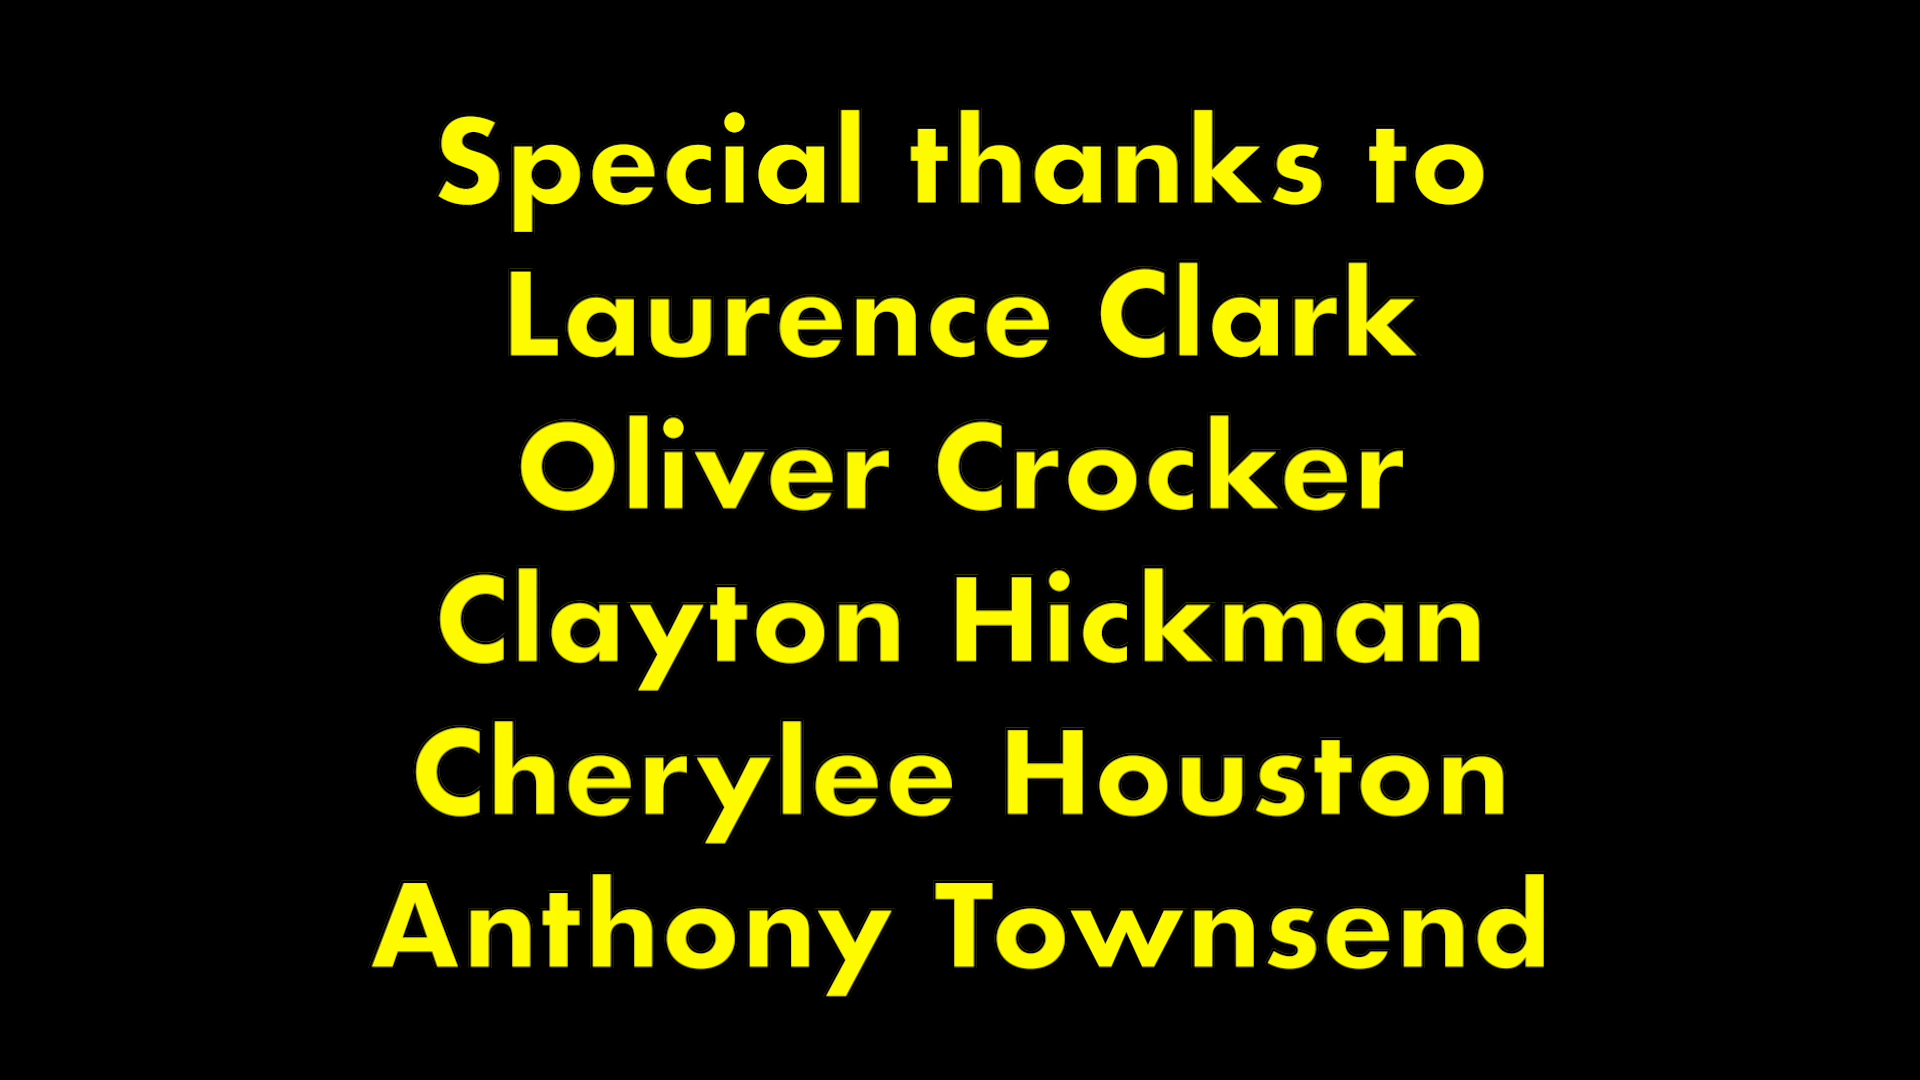 Special thanks to
Laurence Clark
Oliver Crocker
Clayton Hickman
Cherylee Houston
Anthony Townsend